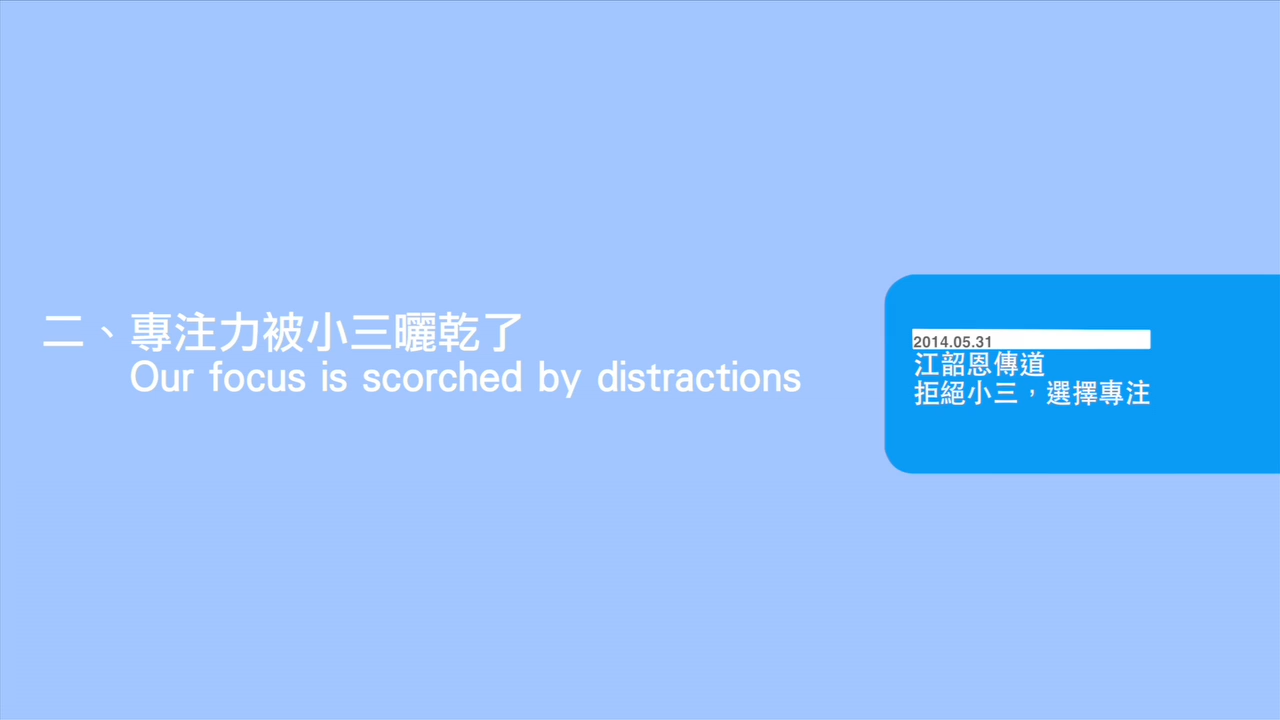 二、專注力被小三曬乾了
Our focus is scorched by distractions
2014.05.31
江韶恩傳道
拒絕小三，選擇專注